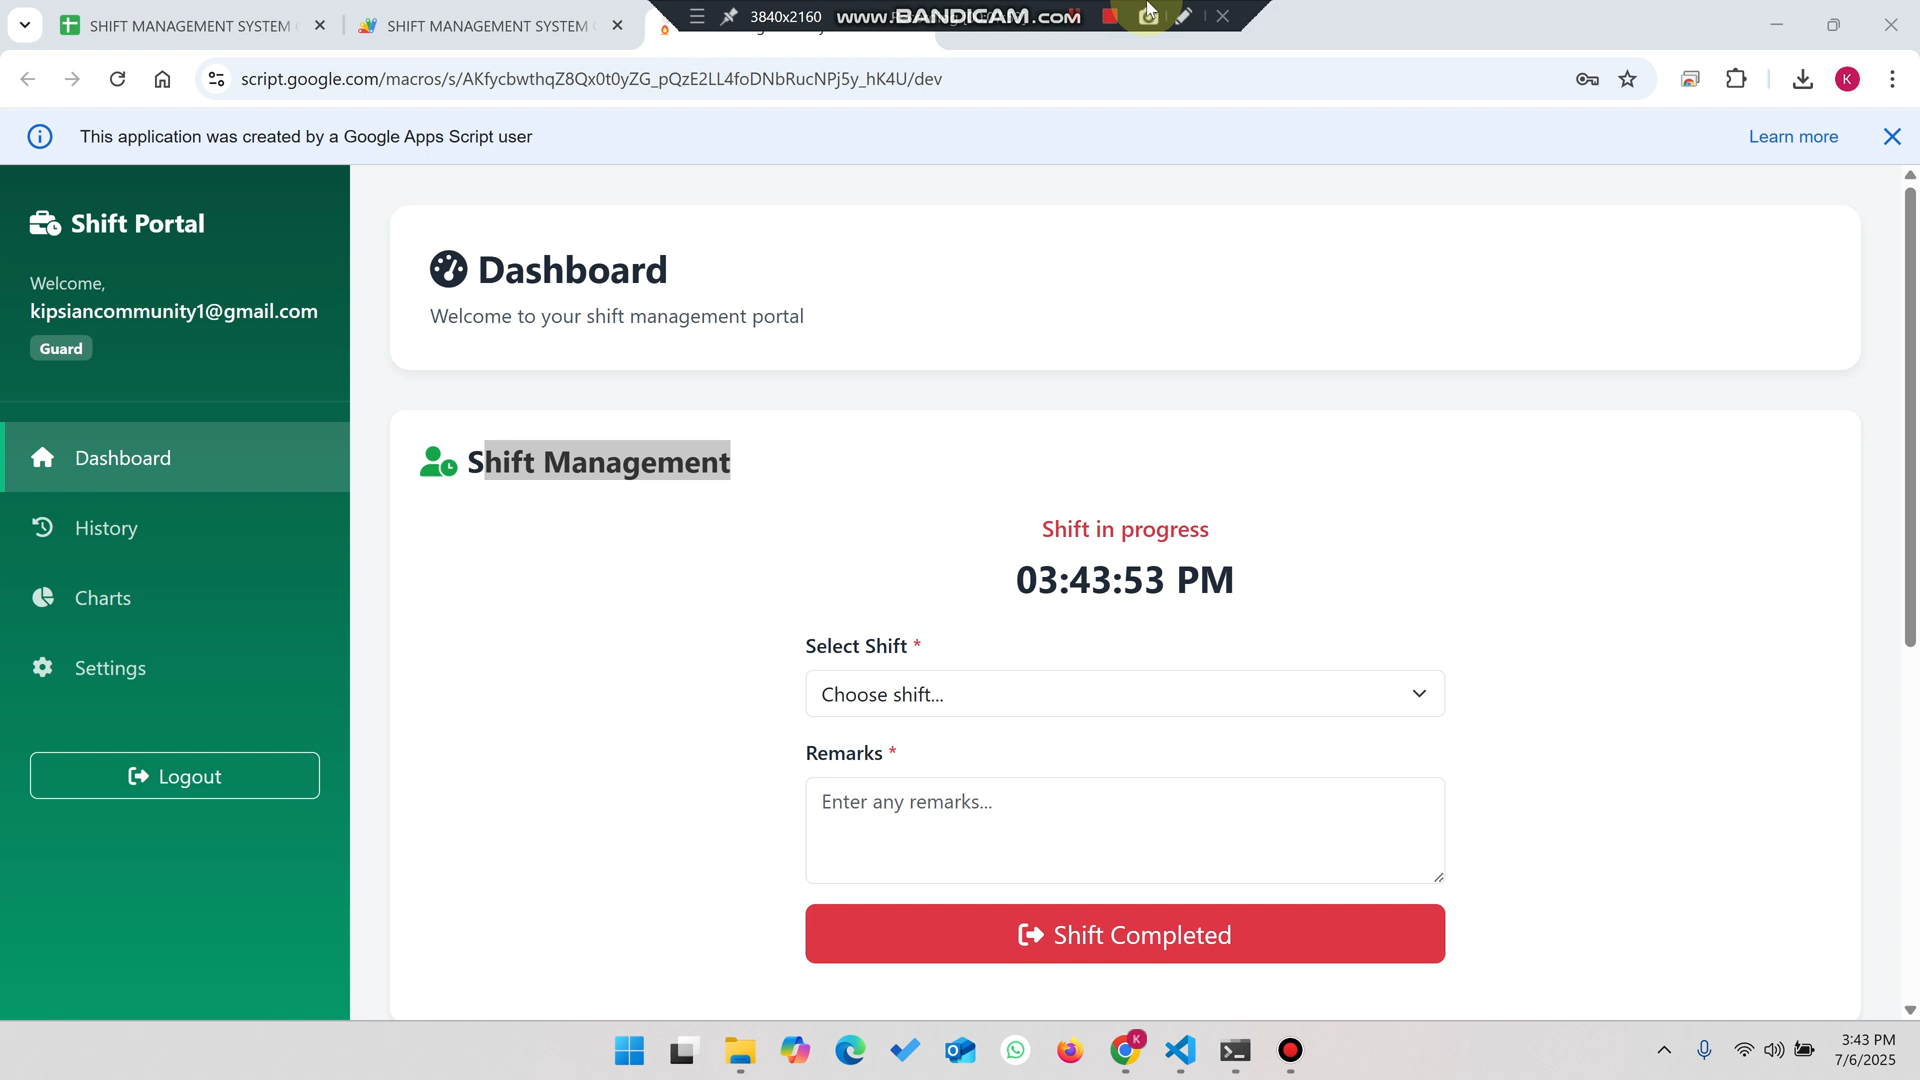 SHIFT MANAGEMENT SYSTEM
SHIFT MANAGEMENT SYSTEM
3840x2160
www.BANDICAM.com
script.google.com/macros/s/AKfycbwthqZ8Qx0t0yZG_pQzE2LL4foDNbRucNPj5y_hK4U/dev
K
This application was created by a Google Apps Script user
Learn more
Shift Portal
Welcome,
kipsiancommunity1@gmail.com
Guard
Dashboard
History
Charts
Settings
Logout
Dashboard
Welcome to your shift management portal
Shift Management
Shift in progress
03:43:53 PM
Select Shift *
Choose shift...
Remarks *
Enter any remarks...
Shift Completed
K
3:43 PM
7/6/2025